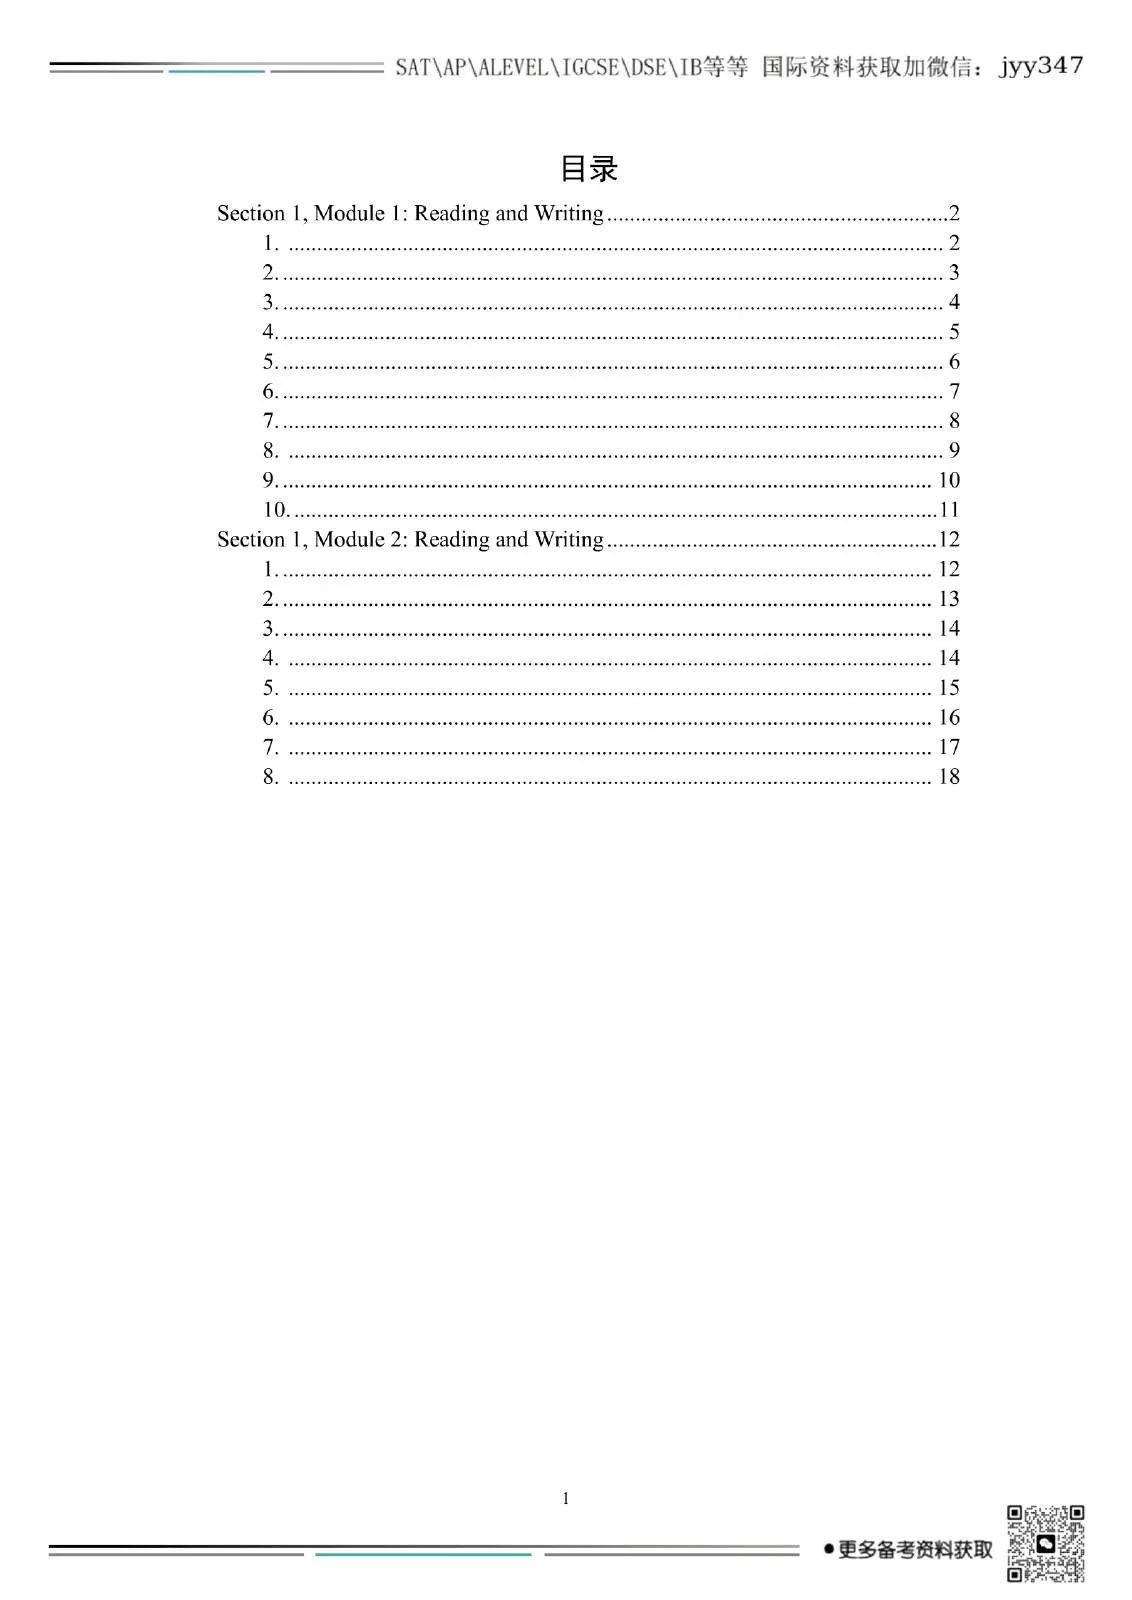 SAT\AP\ALEVEL\IGCSE\DSE\IB等等 国际资料获取加微信：jyy347
目录
Section 1, Module 1: Reading and Writing............................................................2
1. ................................................................................................................... 2
2. ................................................................................................................... 3
3. ................................................................................................................... 4
4. ................................................................................................................... 5
5. ................................................................................................................... 6
6. ................................................................................................................... 7
7. ................................................................................................................... 8
8. ................................................................................................................... 9
9. ................................................................................................................. 10
10. ................................................................................................................11
Section 1, Module 2: Reading and Writing..........................................................12
1. ................................................................................................................. 12
2. ................................................................................................................. 13
3. ................................................................................................................. 14
4. ................................................................................................................. 14
5. ................................................................................................................. 15
6. ................................................................................................................. 16
7. ................................................................................................................. 17
8. ................................................................................................................. 18
1
●更多备考资料获取